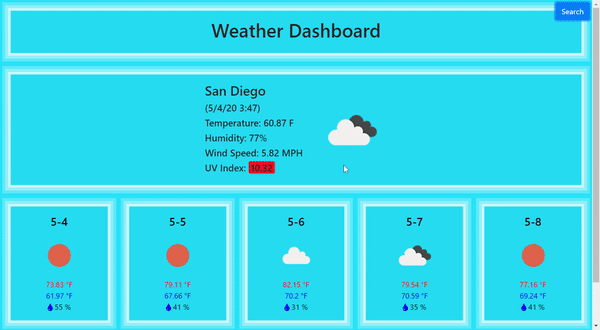 Search
Weather Dashboard
San Diego
(5/4/20 3:47)
Temperature: 60.87 F
Humidity: 77%
Wind Speed: 5.82 MPH
UV Index: 10.32
5-4
73.83 °F
61.97 °F
55 %
5-5
79.11 °F
67.66 °F
41 %
5-6
82.15 °F
70.2 °F
31 %
5-7
79.54 °F
70.59 °F
35 %
5-8
77.16 °F
69.24 °F
41 %